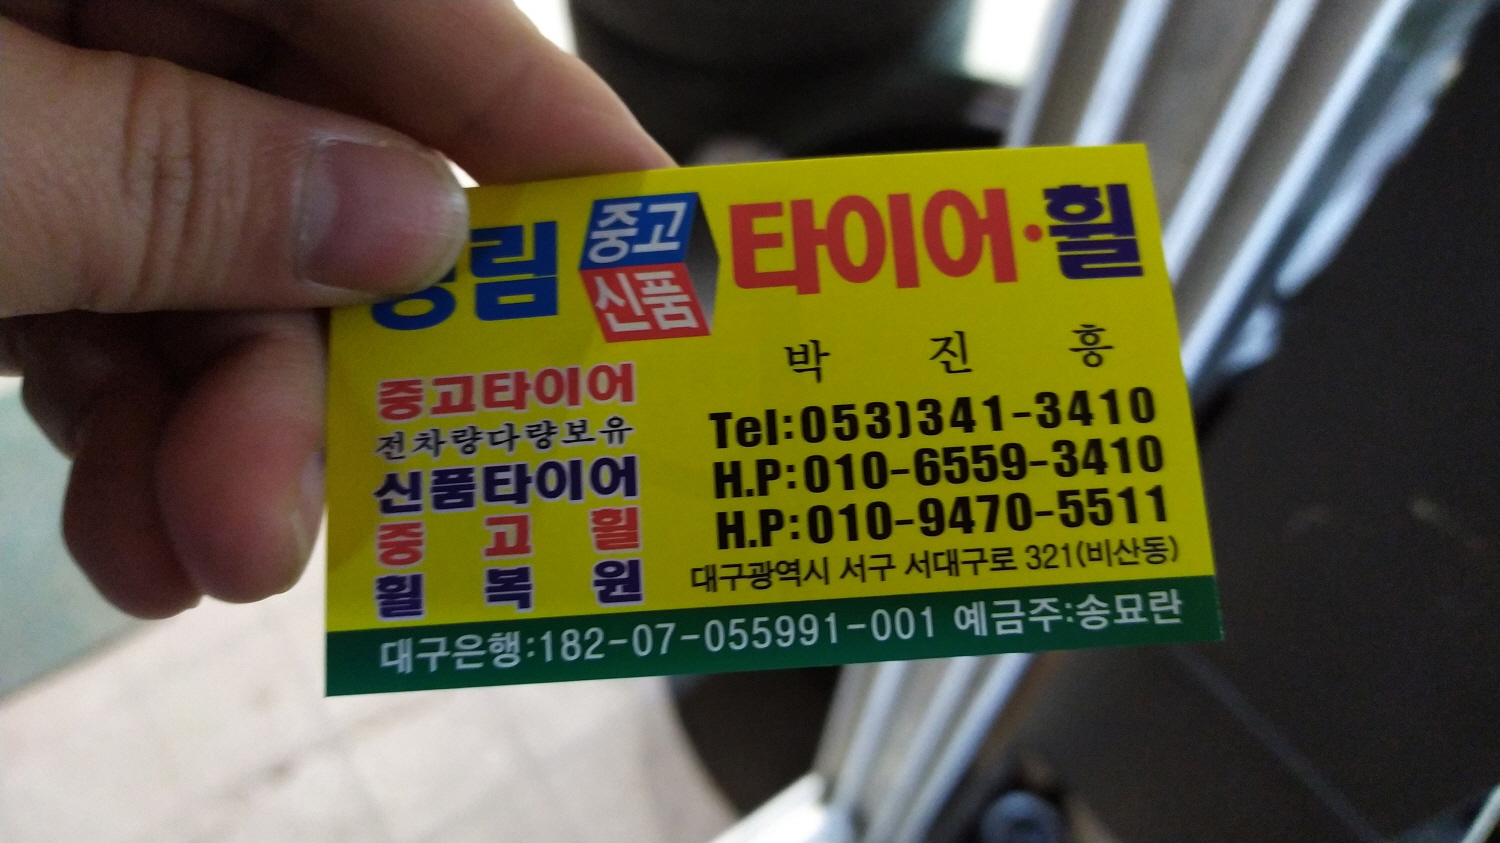 림 중고 신품 타이어·휠
박 진 흥
중고타이어
전차량다량보유
신품타이어
중 고 휠
휠 복 원
Tel:053)341-3410
H.P:010-6559-3410
H.P:010-9470-5511
대구광역시 서구 서대구로 321(비산동)
대구은행:182-07-055991-001 예금주:송묘란